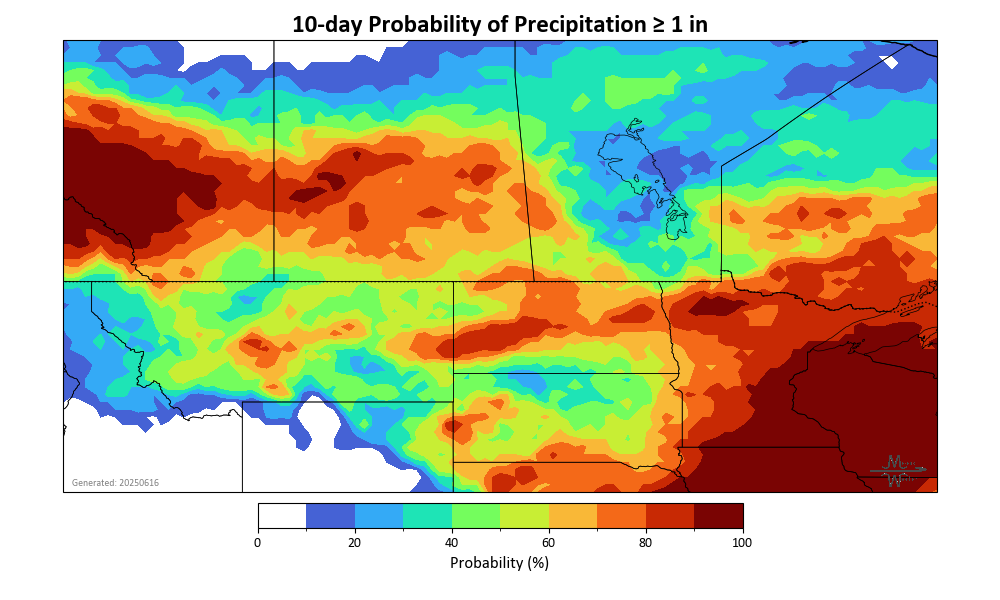 10-day Probability of Precipitation ≥ 1 in
Generated: 20250616
0 20 40 60 80 100
Probability (%)